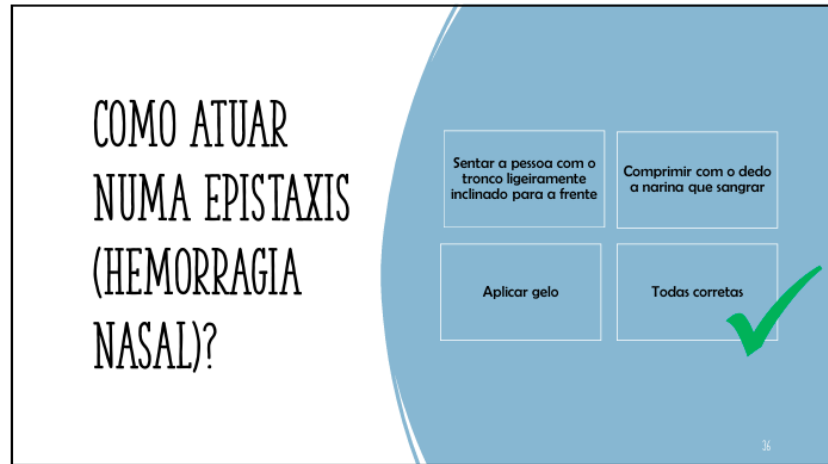 COMO ATUAR
NUMA EPISTAXIS
(HEMORRAGIA
NASAL)?
Sentar a pessoa com o
tronco ligeiramente
inclinado para a frente
Comprimir com o dedo
a narina que sangrar
Aplicar gelo
Todas corretas
36